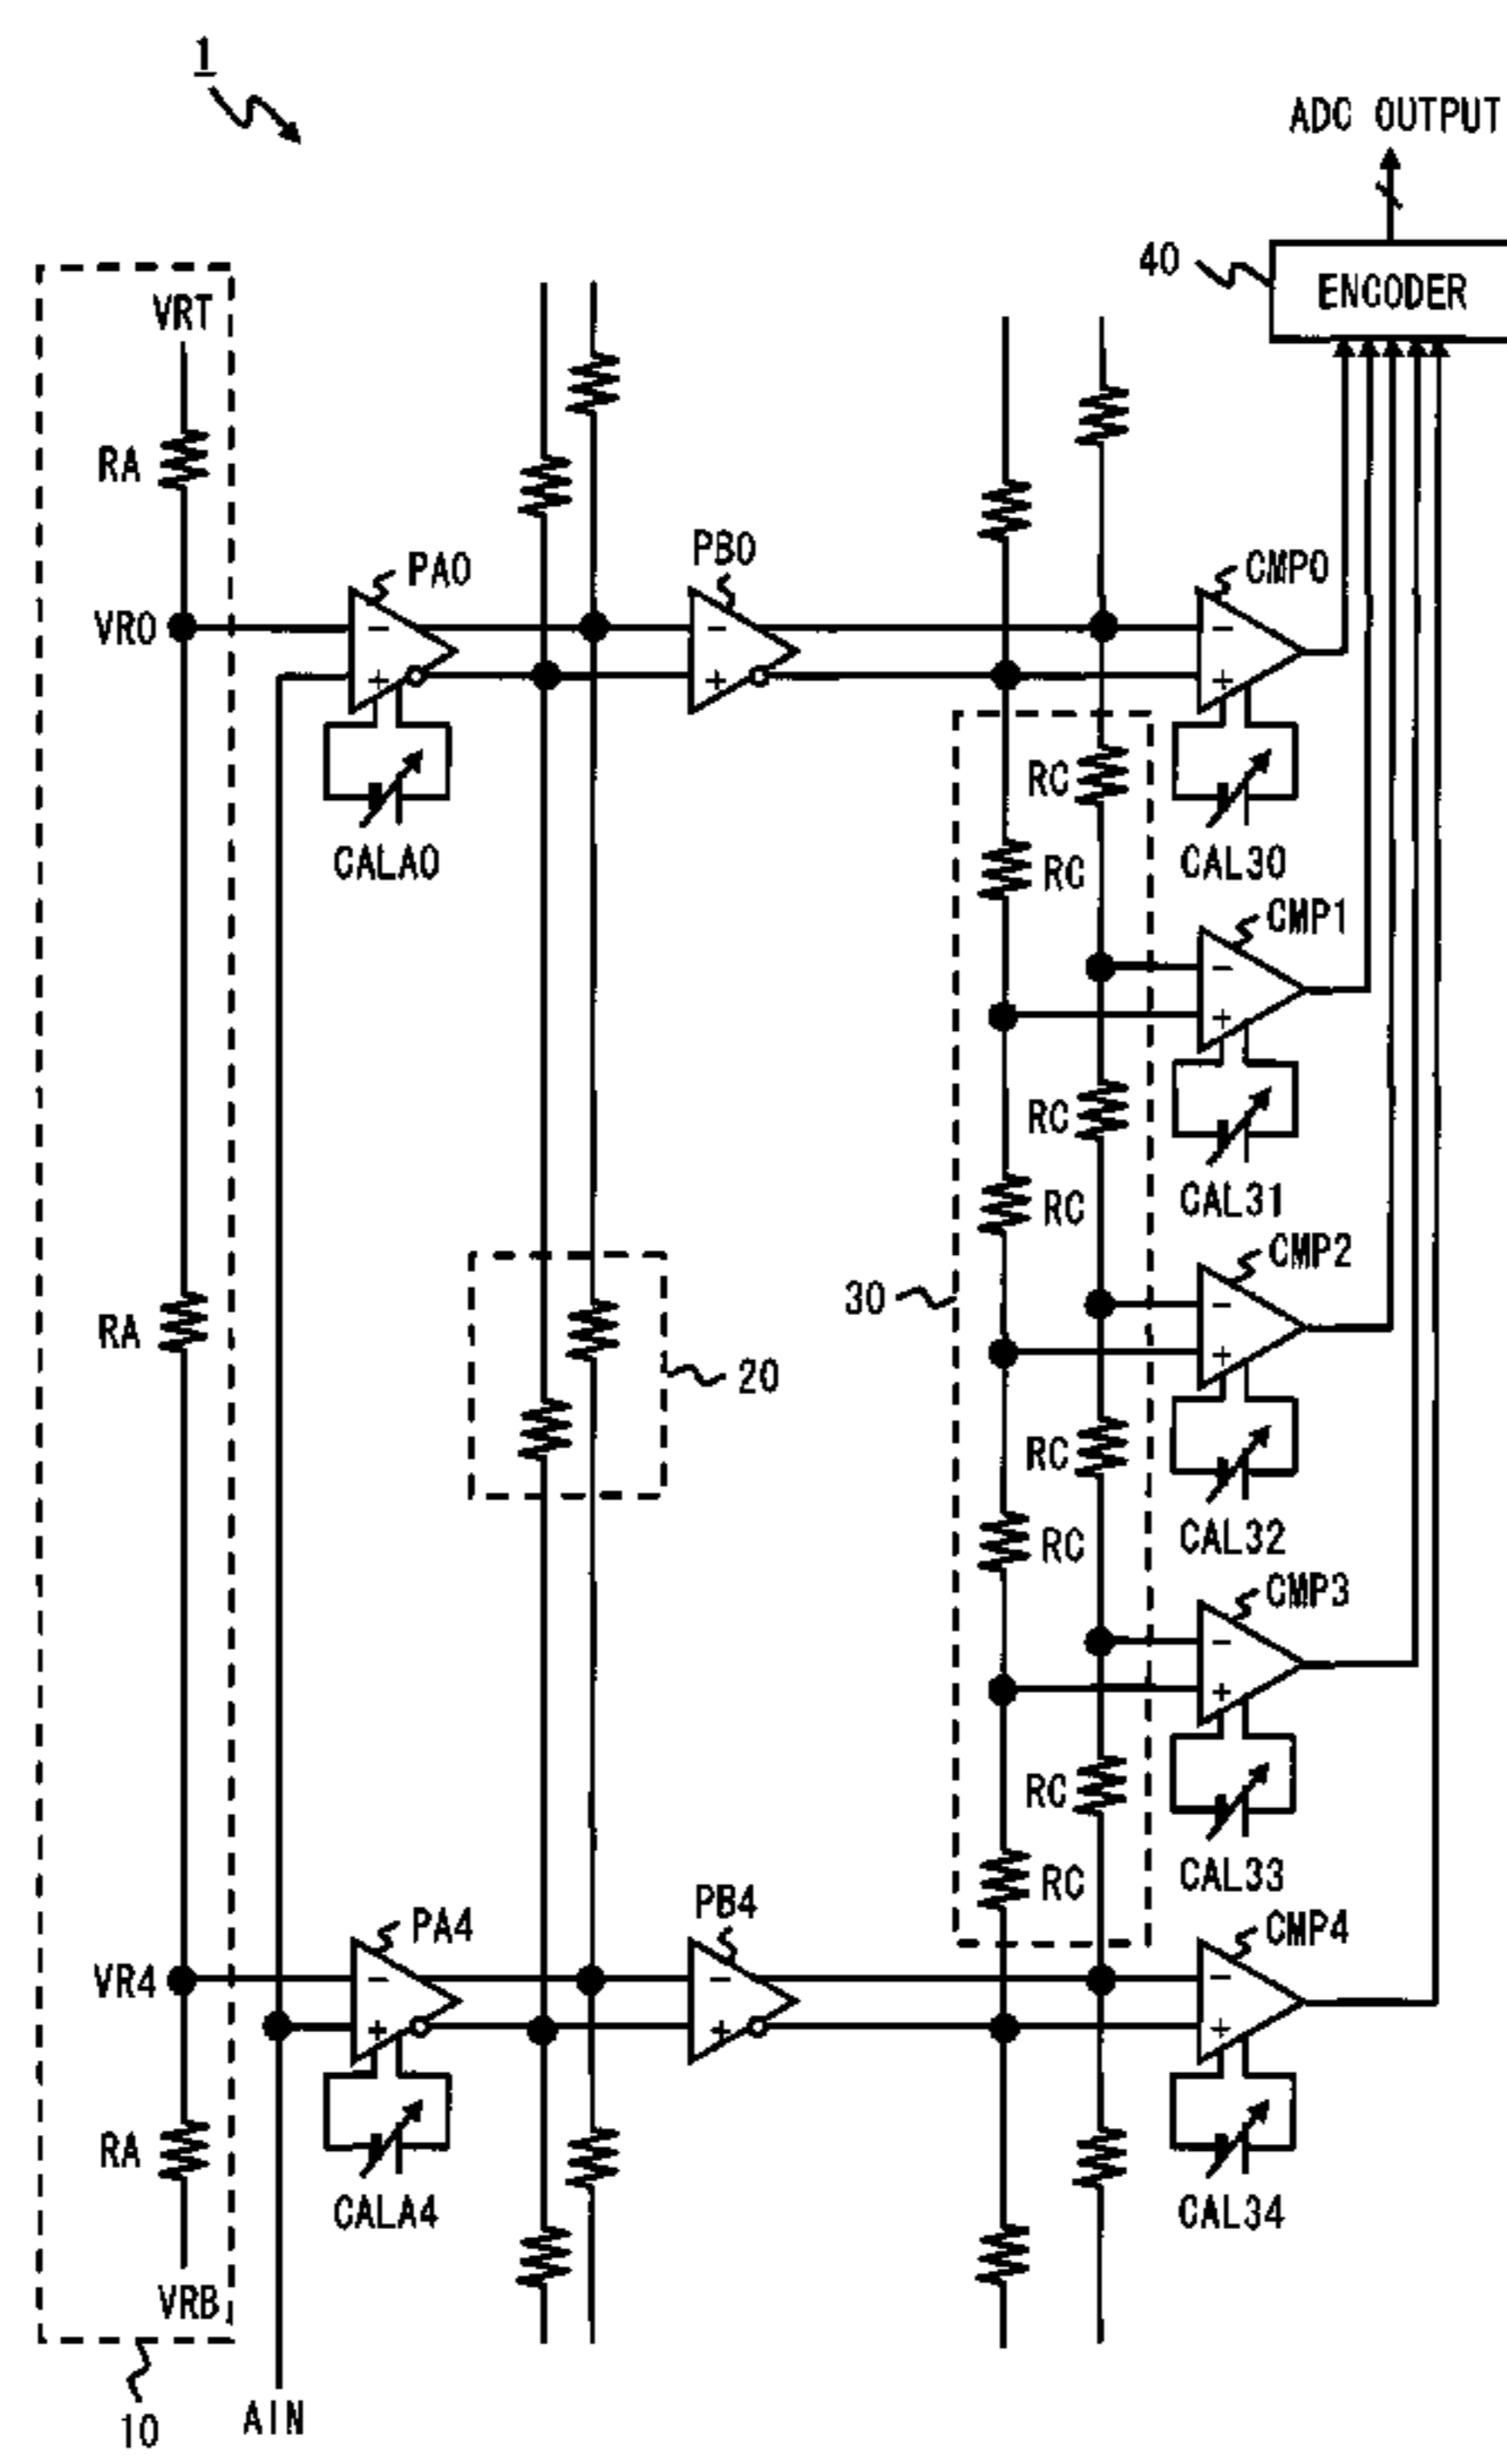 1
ADC OUTPUT
40
ENCODER
VRT
RA
PA0
PB0
CMP0
VR0
- - -
+ + +
RC
CALA0
RC
CAL30
CMP1
-
+
RC
CAL31
RC
CMP2
30
-
RA
+
20
RC
CAL32
RC
CMP3
-
+
RC
CAL33
RC
PA4
PB4
CMP4
VR4
- - -
+ + +
RA
CALA4
CAL34
VRB
10
AIN